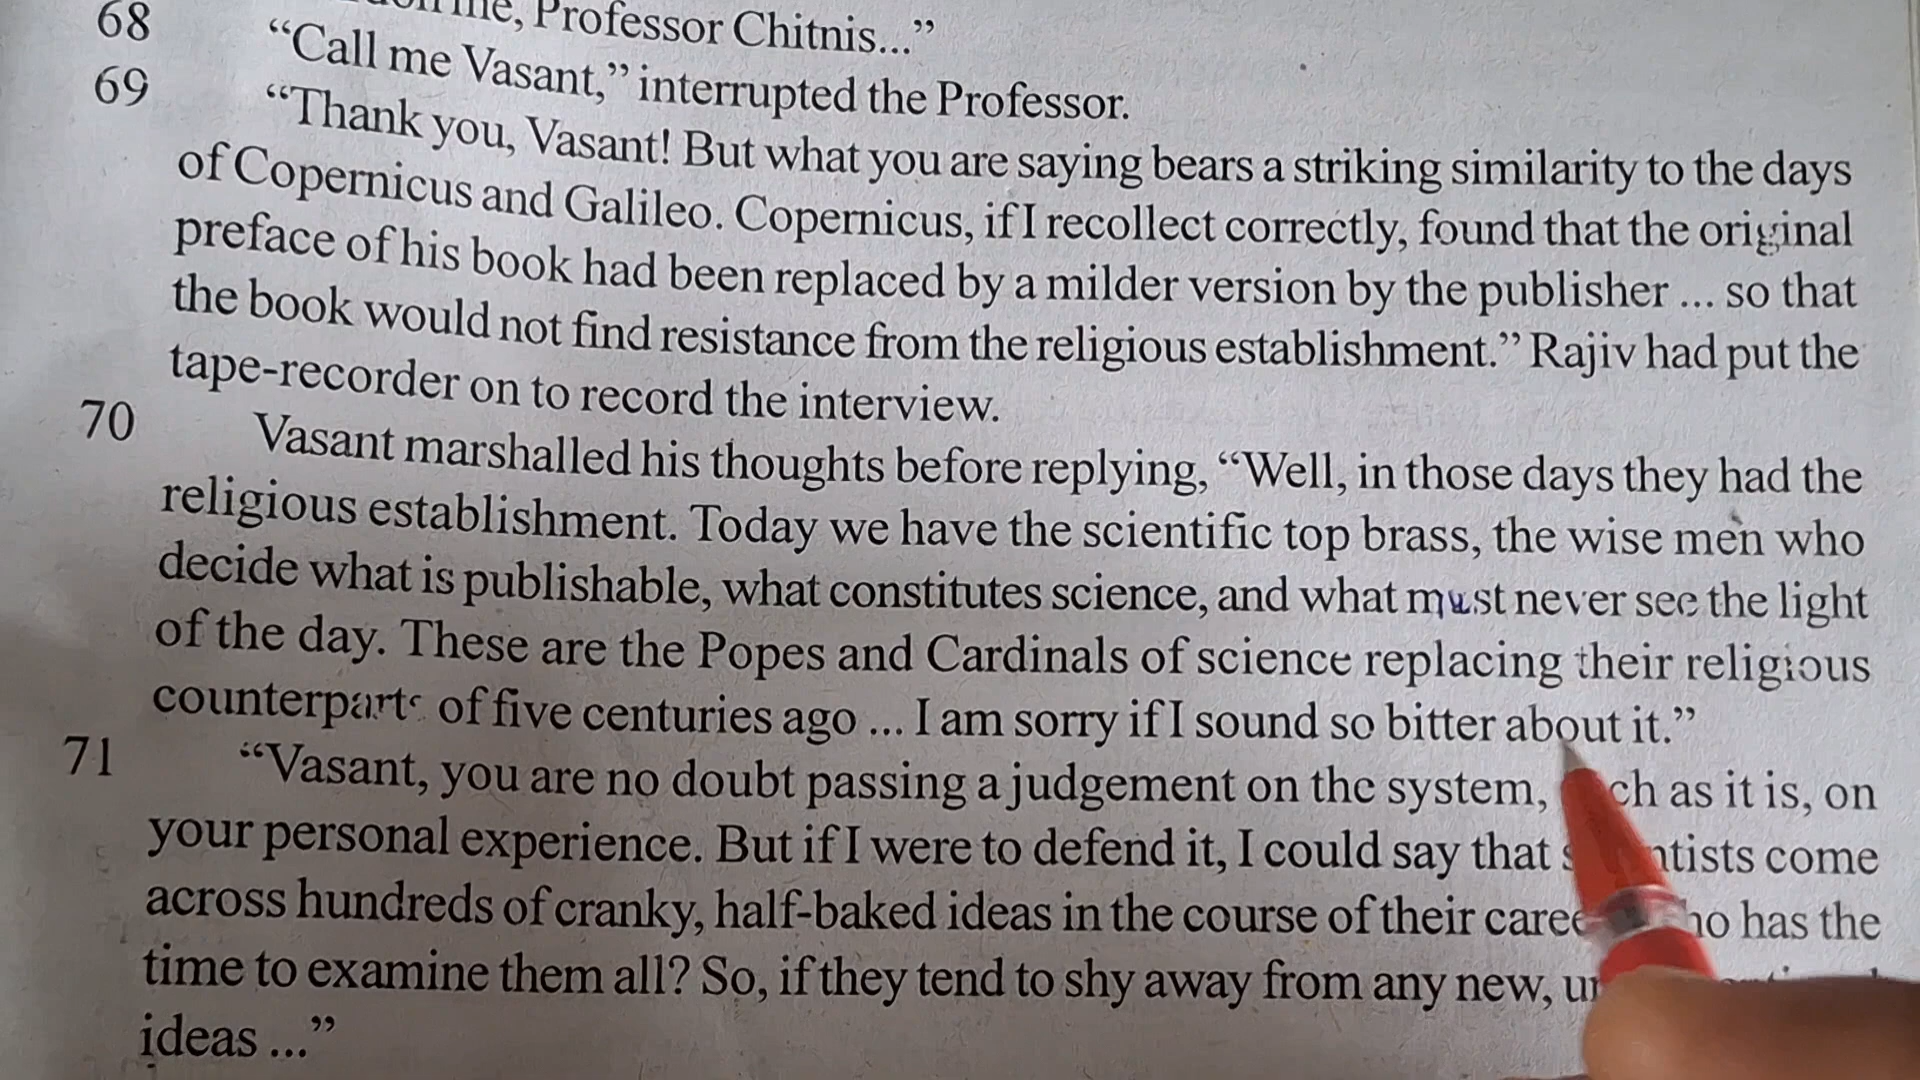 68 me, Professor Chitnis...”
“Call me Vasant,” interrupted the Professor.
69 “Thank you, Vasant! But what you are saying bears a striking similarity to the days
of Copernicus and Galileo. Copernicus, if I recollect correctly, found that the original
preface of his book had been replaced by a milder version by the publisher ... so that
the book would not find resistance from the religious establishment.” Rajiv had put the
tape-recorder on to record the interview.
70 Vasant marshalled his thoughts before replying, “Well, in those days they had the
religious establishment. Today we have the scientific top brass, the wise men who
decide what is publishable, what constitutes science, and what must never see the light
of the day. These are the Popes and Cardinals of science replacing their religious
counterparts of five centuries ago ... I am sorry if I sound so bitter about it.”
71 “Vasant, you are no doubt passing a judgement on the system, as it is, on
your personal experience. But if I were to defend it, I could say that come
across hundreds of cranky, half-baked ideas in the course of their has the
time to examine them all? So, if they tend to shy away from any new,
ideas ...”